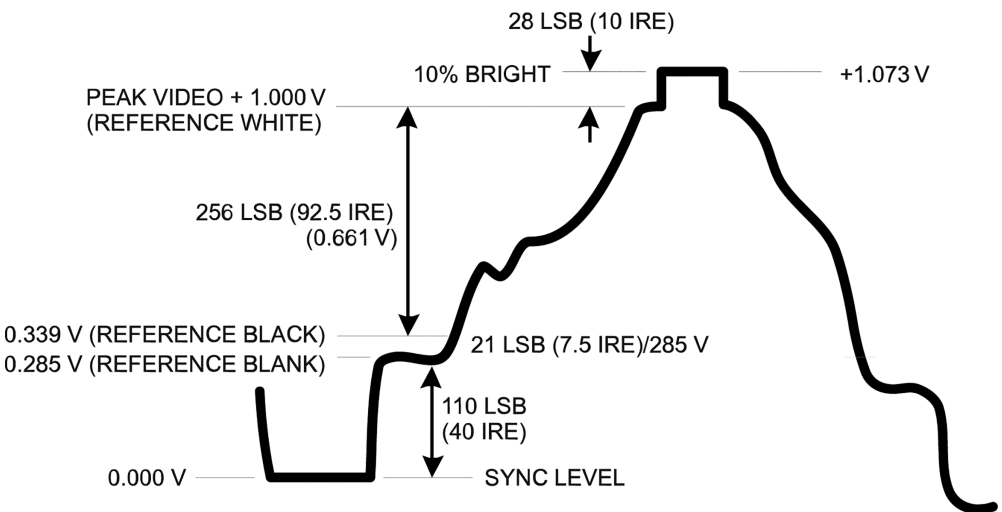 28 LSB (10 IRE)
10% BRIGHT
+1.073 V
PEAK VIDEO + 1.000 V
(REFERENCE WHITE)
256 LSB (92.5 IRE)
(0.661 V)
0.339 V (REFERENCE BLACK)
21 LSB (7.5 IRE)/285 V
0.285 V (REFERENCE BLANK)
110 LSB
(40 IRE)
0.000 V
SYNC LEVEL